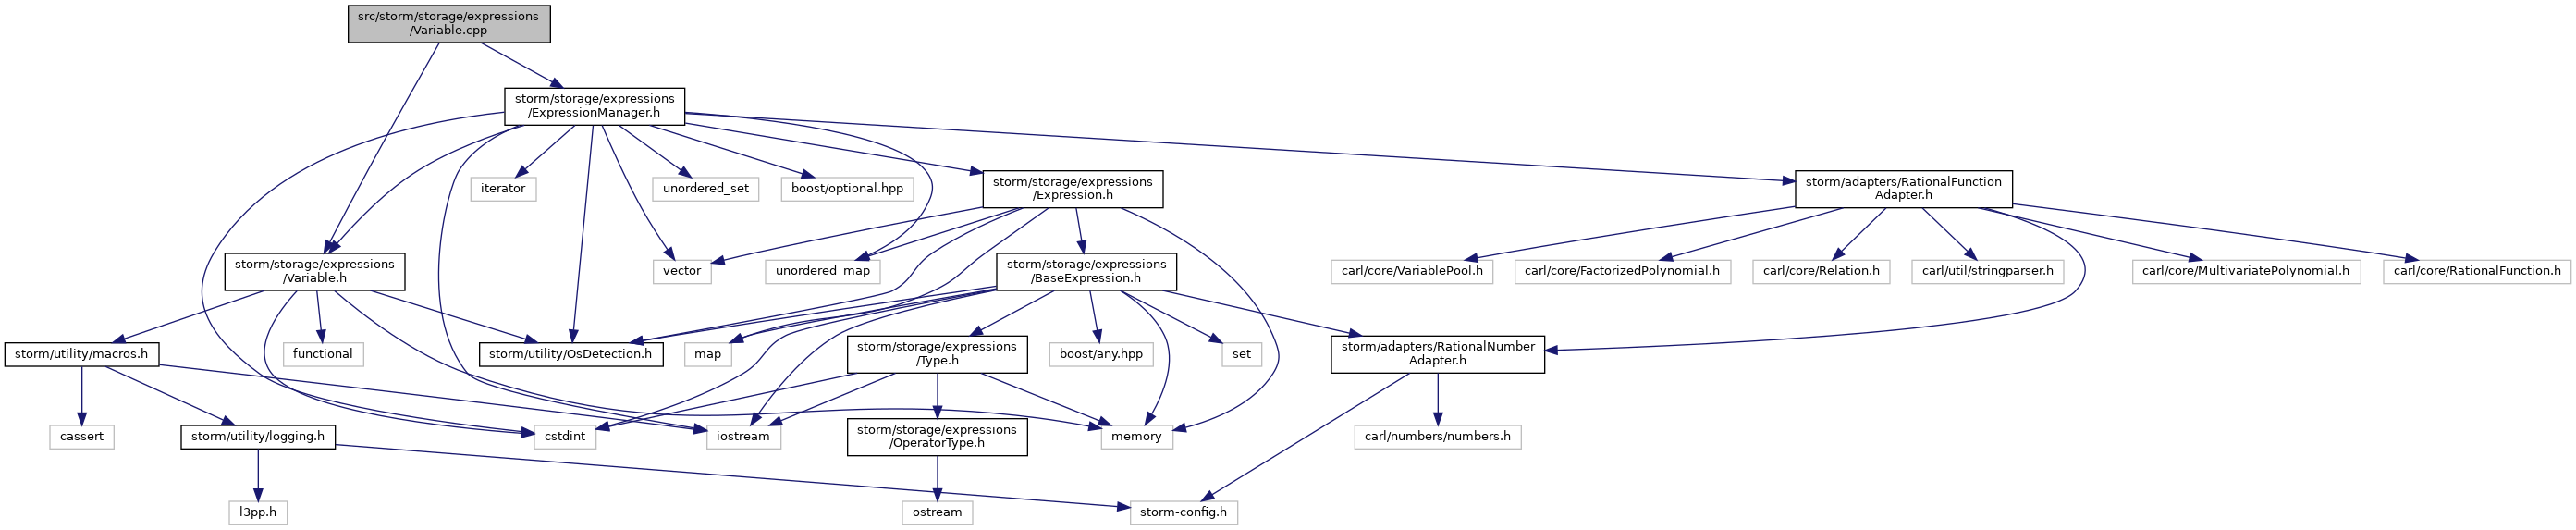 src/storm/storage/expressions
/Variable.cpp
storm/storage/expressions
/ExpressionManager.h
iterator
unordered_set
boost/optional.hpp
storm/storage/expressions
/Expression.h
storm/adapters/RationalFunction
Adapter.h
storm/storage/expressions
/Variable.h
vector
unordered_map
storm/storage/expressions
/BaseExpression.h
carl/core/VariablePool.h
carl/core/FactorizedPolynomial.h
carl/core/Relation.h
carl/util/stringparser.h
carl/core/MultivariatePolynomial.h
carl/core/RationalFunction.h
storm/utility/macros.h
functional
storm/utility/OsDetection.h
map
storm/storage/expressions
/Type.h
boost/any.hpp
set
storm/adapters/RationalNumber
Adapter.h
cassert
storm/utility/logging.h
cstdint
iostream
storm/storage/expressions
/OperatorType.h
memory
carl/numbers/numbers.h
l3pp.h
ostream
storm-config.h